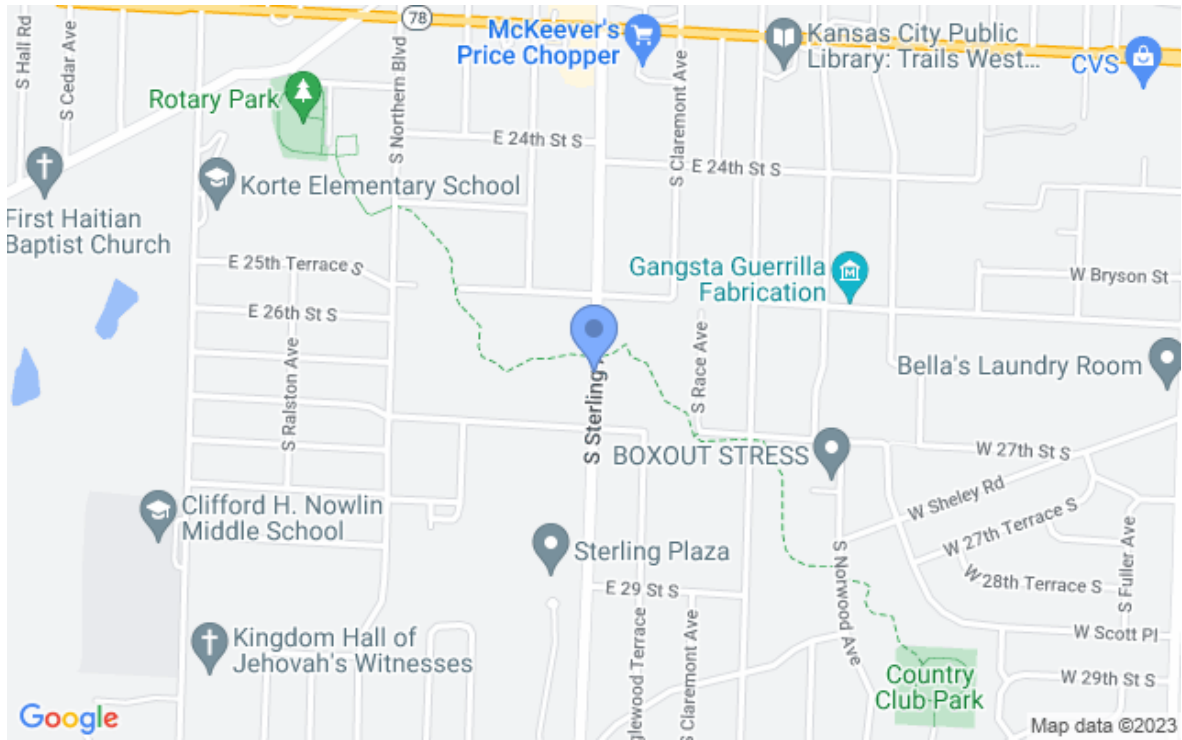 S Hall Rd
S Cedar Ave
78
McKeever's
Price Chopper
Kansas City Public
Library: Trails West...
CVS
Rotary Park
S Northern Blvd
S Claremont Ave
E 24th St S
E 24th St S
Korte Elementary School
First Haitian
Baptist Church
E 25th Terrace S
Gangsta Guerrilla
Fabrication
W Bryson St
E 26th St S
S Ralston Ave
S Race Ave
Bella's Laundry Room
S Sterling
BOXOUT STRESS
W 27th St S
W Sheley Rd
Clifford H. Nowlin
Middle School
W 27th Terrace S
Sterling Plaza
S Norwood Ave
W 28th Terrace S
S Fuller Ave
E 29 St S
Kingdom Hall of
Jehovah's Witnesses
glewood Terrace
S Claremont Ave
W Scott Pl
Country
Club Park
W 29th St S
Google
Map data ©2023